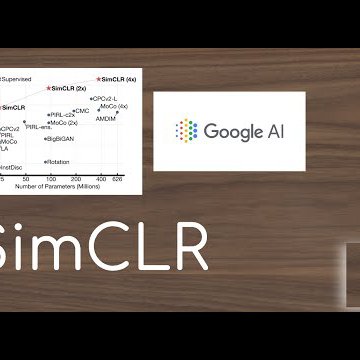 Supervised
SimCLR (4x)
SimCLR (2x)
SimCLR
CPCv2-L
MoCo (4x)
CMC
PIRL-c2x
AMDIM
MoCo (2x)
CPCv2
PIRL-ens.
PIRL
MoCo
BigBiGAN
LA
Rotation
InstDisc
25 50 100 200 400 626
Number of Parameters (Millions)
Google AI
SimCLR